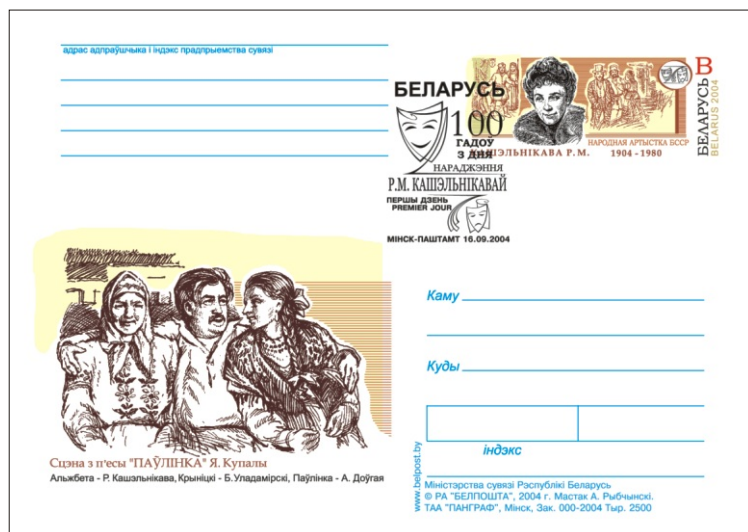 адрас адпраўшчыка і індэкс прадпрыемства сувязі
БЕЛАРУСЬ
100
ГАДОЎ
З ДНЯ
НАРАДЖЭННЯ
Р.М. КАШЭЛЬНІКАВАЙ
ПЕРШЫ ДЗЕНЬ
PREMIER JOUR
МІНСК-ПАШТАМТ 16.09.2004
B
БЕЛАРУСЬ
BELARUS 2004
НАРОДНАЯ АРТЫСТКА БССР
КАШЭЛЬНІКАВА Р.М. 1904 - 1980
Сцэна з п'есы "ПАЎЛІНКА" Я. Купалы
Альжбета - Р. Кашэльнікава, Крыніцкі - Б.Уладамірскі, Паўлінка - А. Доўгая
Каму
Куды
індэкс
www.belpost.by
Міністэрства сувязі Рэспублікі Беларусь
© РА "БЕЛПОШТА", 2004 г. Мастак А. Рыбчынскі.
ТАА "ПАНГРАФ", Мінск, Зак. 000-2004 Тыр. 2500